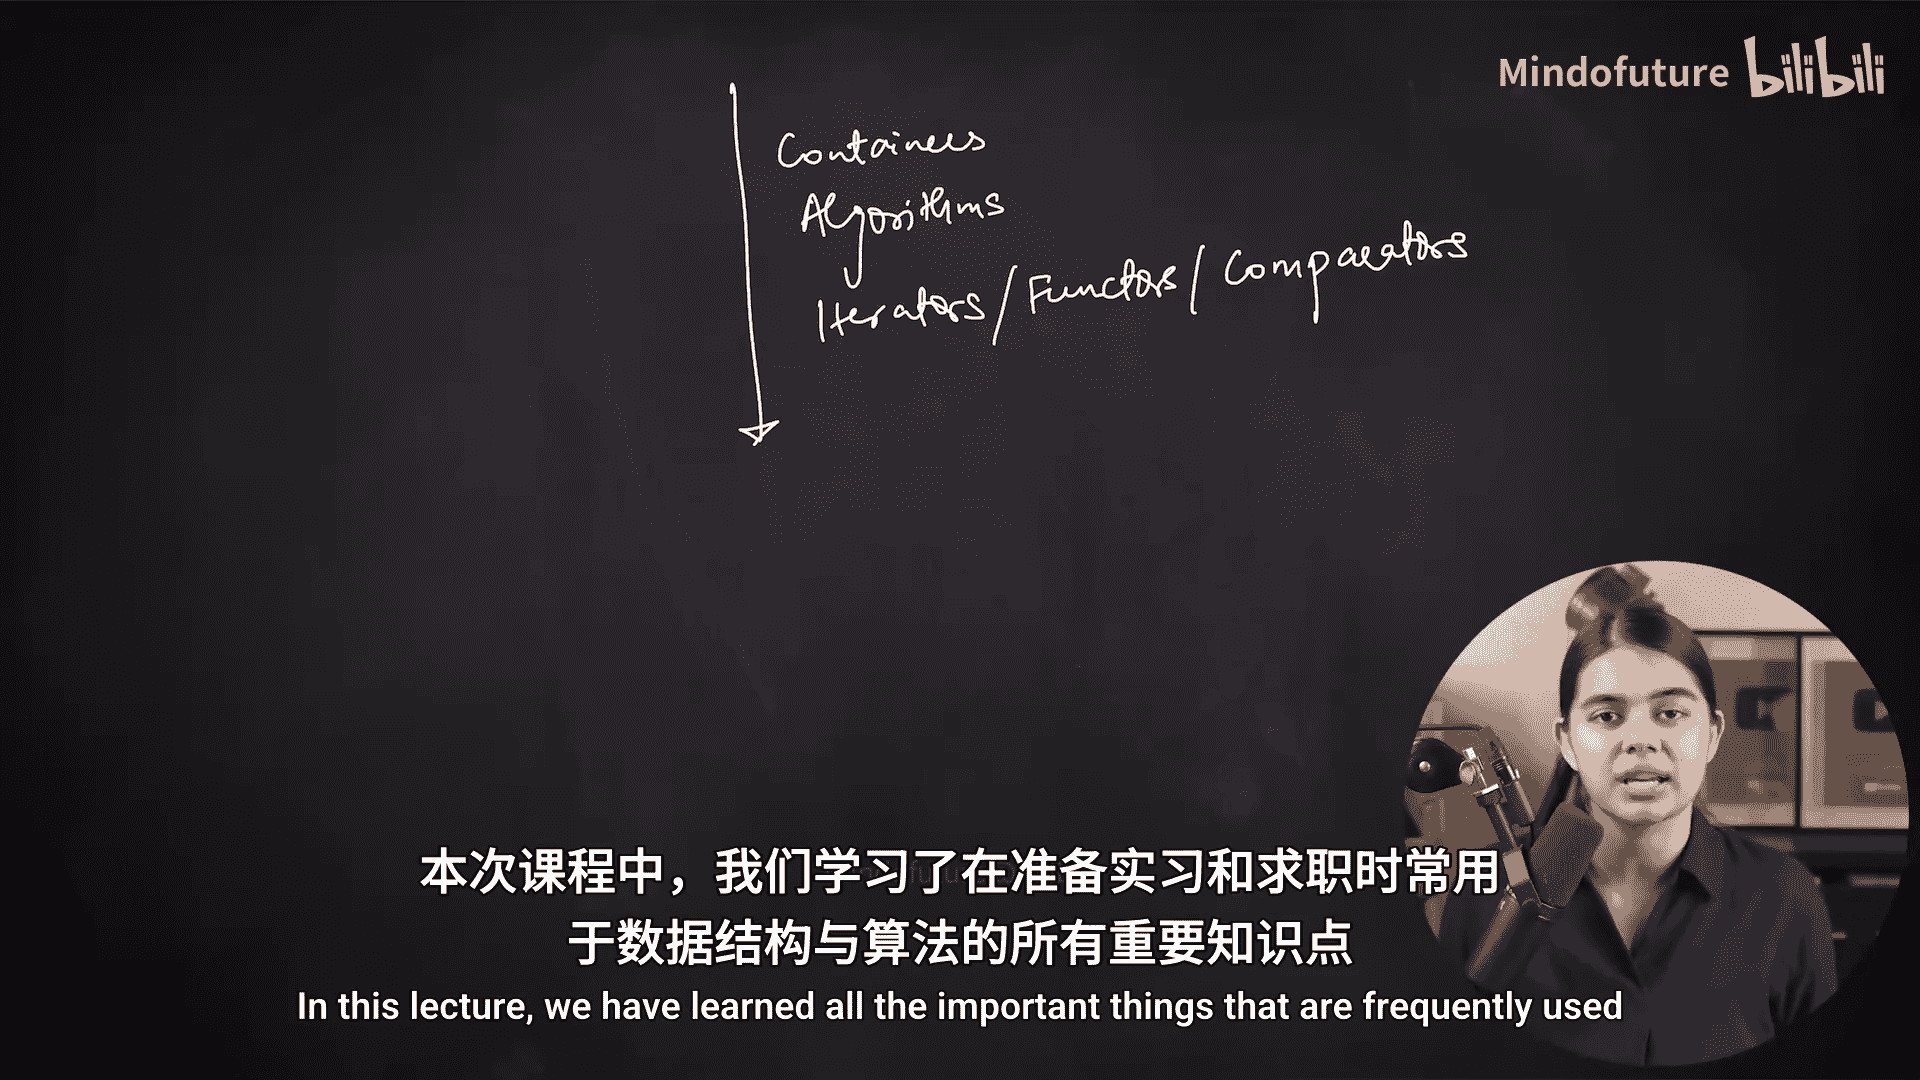 Mindofuture bilibili
Containers
Algorithms
Iterators / Functors / Comparators
本次课程中，我们学习了在准备实习和求职时常用
于数据结构与算法的所有重要知识点
In this lecture, we have learned all the important things that are frequently used